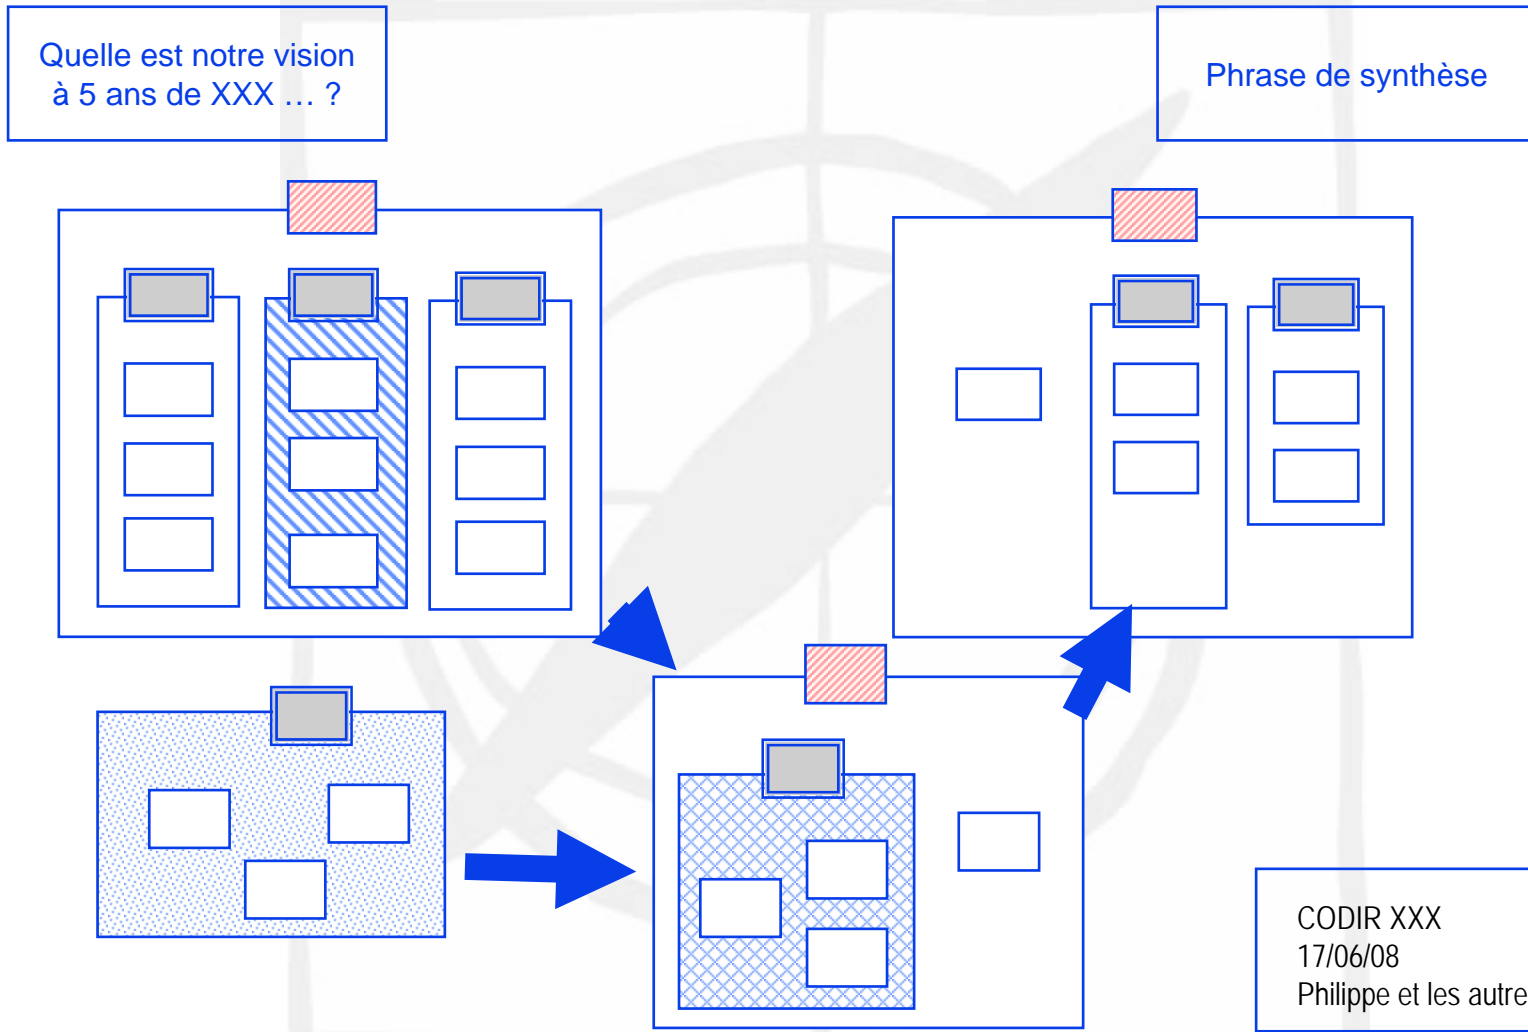 Quelle est notre vision
à 5 ans de XXX … ?
Phrase de synthèse
CODIR XXX
17/06/08
Philippe et les autre